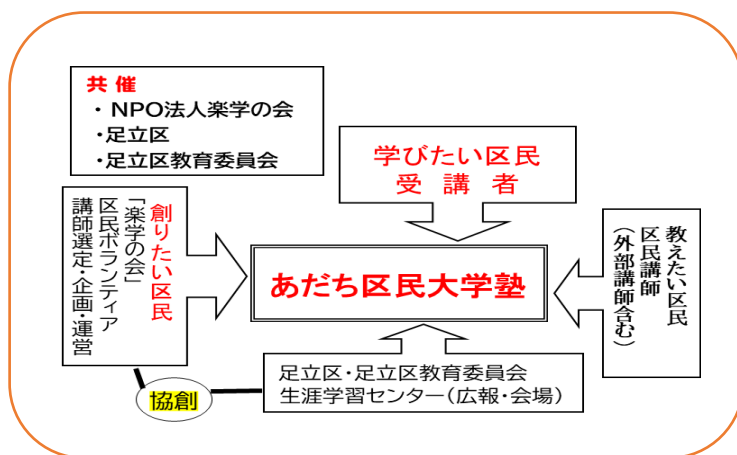 共 催
・ NPO法人楽学の会
・足立区
・足立区教育委員会
学びたい区民
受 講 者
創りたい区民
「楽学の会」
区民ボランティア
講師選定・企画・運営
あだち区民大学塾
教えたい区民
区民講師
（外部講師含む）
足立区・足立区教育委員会
生涯学習センター（広報・会場）
協創